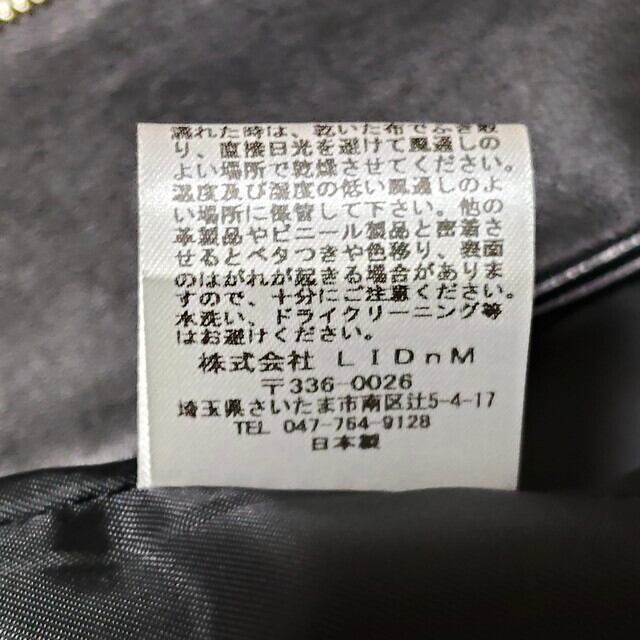 濡れた時は、乾いた布でふき取
り、直接日光を避けて風通しの
よい場所で乾燥させてください。
温度及び湿度の低い風通しのよ
い場所に保管して下さい。他の
革製品やビニール製品と密着さ
せるとベタつきや色移り、表面
のはがれが起きる場合がありま
すので、十分にご注意ください。
水洗い、ドライクリーニング等
はお避けください。
株式会社 LIDnM
〒336-0026
埼玉県さいたま市南区辻5-4-17
TEL 047-764-9128
日本製